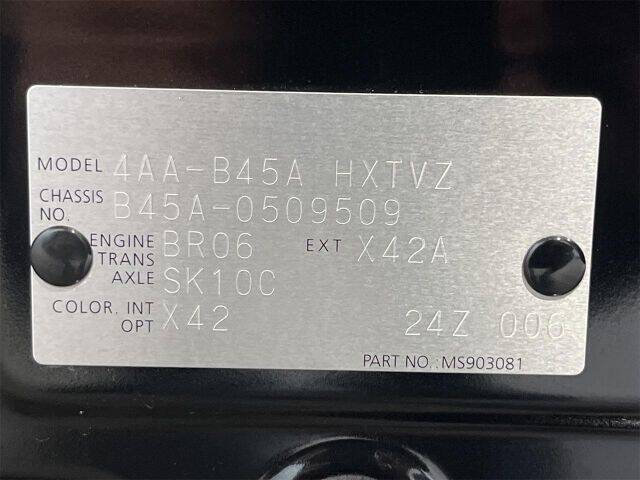 MODEL 4AA-B45A HXTVZ
CHASSIS NO. B45A-0509509
ENGINE BR06 EXT X42A
TRANS AXLE SK10C
COLOR. INT X42
OPT 24Z 006
PART NO.:MS903081